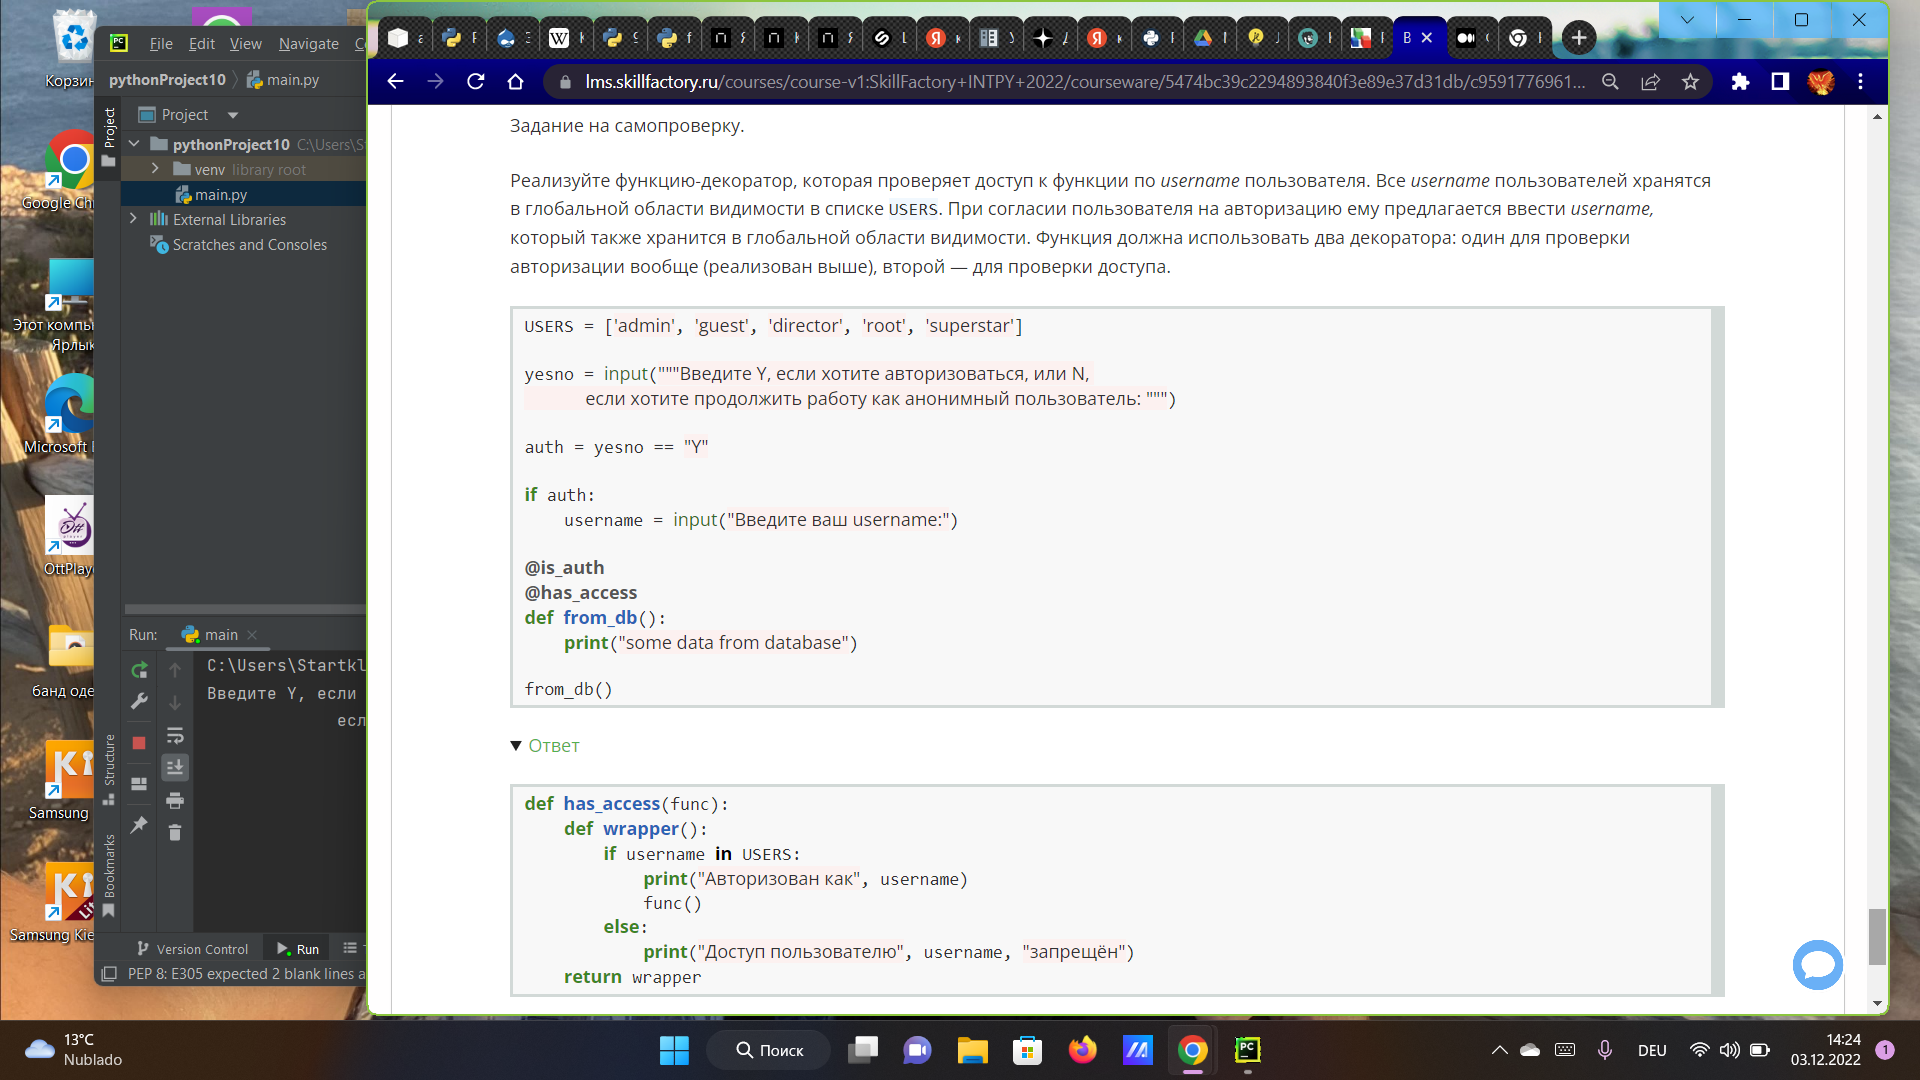 Корзин
Google Ch
Этот компы
Ярлык
Microsoft
OttPlay
банд оде
Samsung
Samsung Kie
File Edit View Navigate
pythonProject10 main.py
Project
Project
pythonProject10 C:\Users\S
venv library root
main.py
External Libraries
Scratches and Consoles
Run: main
C:\Users\Startkl
Введите Y, если
есл
Structure
Bookmarks
Version Control Run
PEP 8: E305 expected 2 blank lines a
lms.skillfactory.ru/courses/course-v1:SkillFactory+INTPY+2022/courseware/5474bc39c2294893840f3e89e37d31db/c9591776961...
Задание на самопроверку.
Реализуйте функцию-декоратор, которая проверяет доступ к функции по username пользователя. Все username пользователей хранятся
в глобальной области видимости в списке USERS. При согласии пользователя на авторизацию ему предлагается ввести username,
который также хранится в глобальной области видимости. Функция должна использовать два декоратора: один для проверки
авторизации вообще (реализован выше), второй — для проверки доступа.
USERS = ['admin', 'guest', 'director', 'root', 'superstar']
yesno = input("""Введите Y, если хотите авторизоваться, или N,
если хотите продолжить работу как анонимный пользователь: """)
auth = yesno == "Y"
if auth:
username = input("Введите ваш username:")
@is_auth
@has_access
def from_db():
print("some data from database")
from_db()
Ответ
def has_access(func):
def wrapper():
if username in USERS:
print("Авторизован как", username)
func()
else:
print("Доступ пользователю", username, "запрещён")
return wrapper
13°C
Nublado
Поиск
DEU
14:24
03.12.2022
1